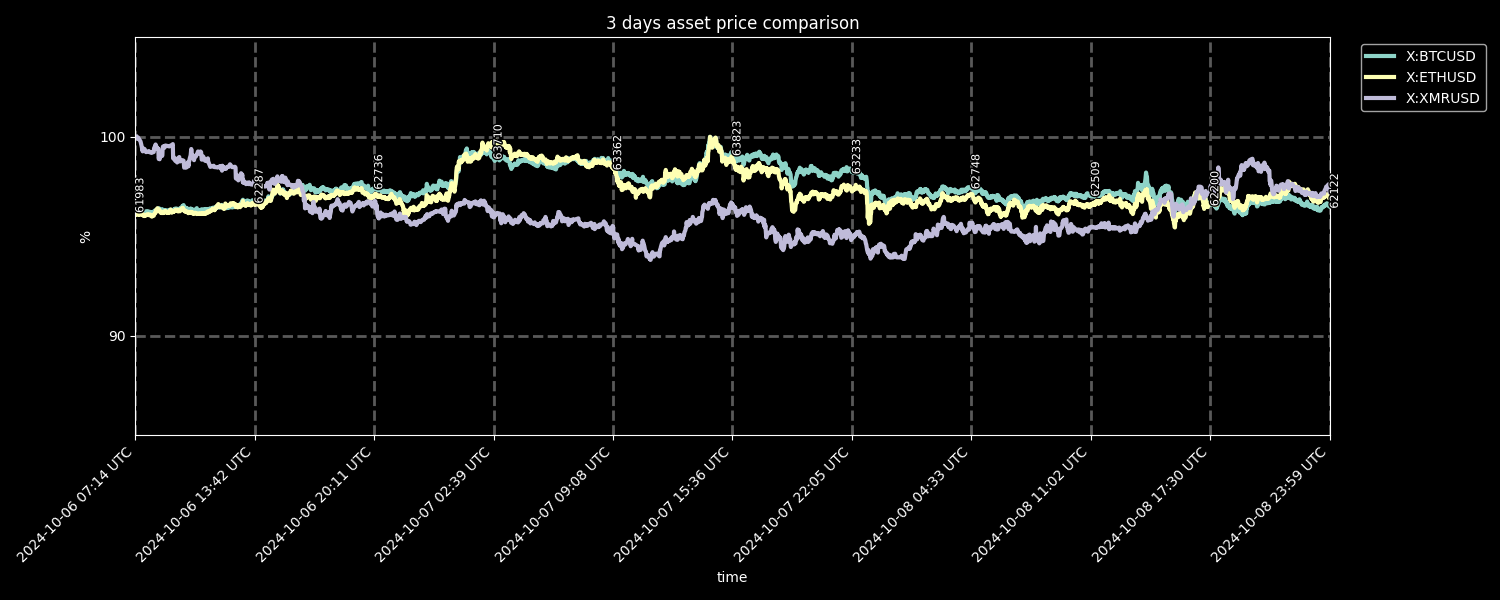 3 days asset price comparison
X:BTCUSD
X:ETHUSD
X:XMRUSD
100
90
%
61983
62287
62736
63710
63362
63823
63233
62748
62509
62200
62122
2024-10-06 07:14 UTC
2024-10-06 13:42 UTC
2024-10-06 20:11 UTC
2024-10-07 02:39 UTC
2024-10-07 09:08 UTC
2024-10-07 15:36 UTC
2024-10-07 22:05 UTC
2024-10-08 04:33 UTC
2024-10-08 11:02 UTC
2024-10-08 17:30 UTC
2024-10-08 23:59 UTC
time